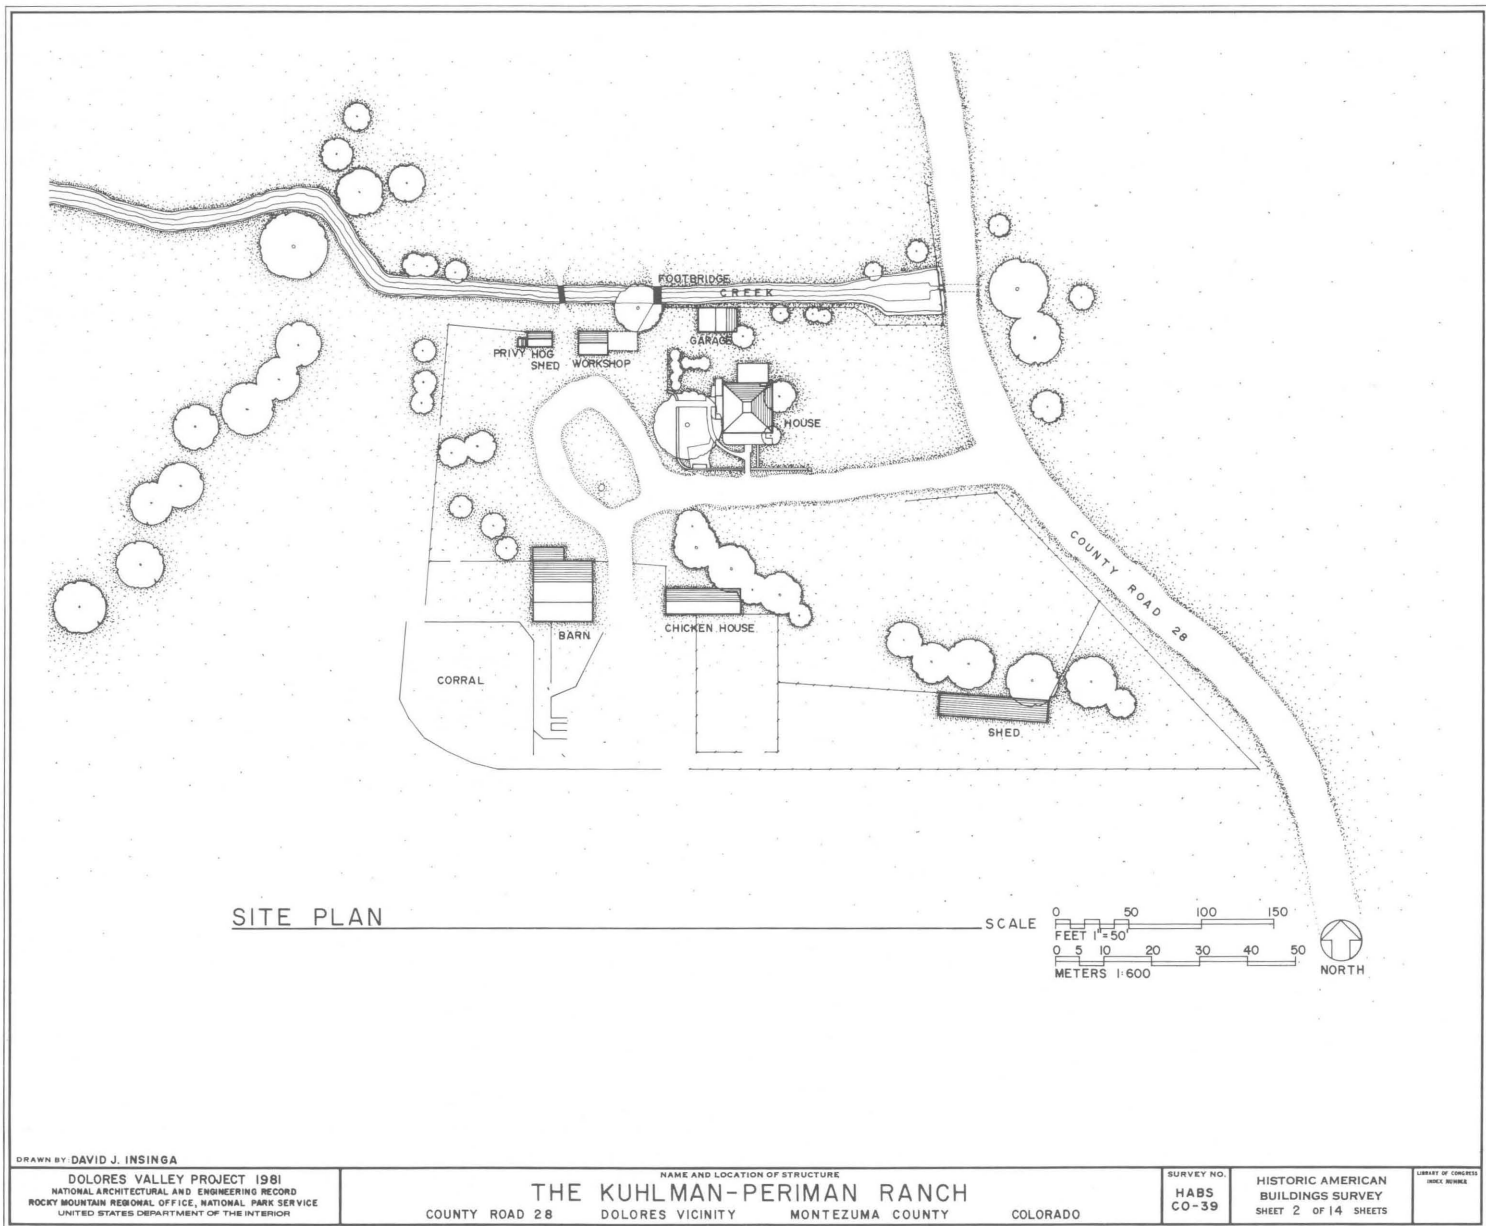 FOOTBRIDGE
CREEK
GARAGE
PRIVY HOG
SHED
WORKSHOP
HOUSE
COUNTY ROAD 28
BARN
CHICKEN HOUSE
CORRAL
SHED
SITE PLAN
SCALE
0 50 100 150
FEET 1"=50'
0 5 10 20 30 40 50
METERS 1:600
NORTH
DRAWN BY: DAVID J. INSINGA
DOLORES VALLEY PROJECT 1981
NATIONAL ARCHITECTURAL AND ENGINEERING RECORD
ROCKY MOUNTAIN REGIONAL OFFICE, NATIONAL PARK SERVICE
UNITED STATES DEPARTMENT OF THE INTERIOR
NAME AND LOCATION OF STRUCTURE
THE KUHLMAN-PERIMAN RANCH
COUNTY ROAD 28 DOLORES VICINITY MONTEZUMA COUNTY COLORADO
SURVEY NO.
HABS
CO-39
HISTORIC AMERICAN
BUILDINGS SURVEY
SHEET 2 OF 14 SHEETS
LIBRARY OF CONGRESS
INDEX NUMBER